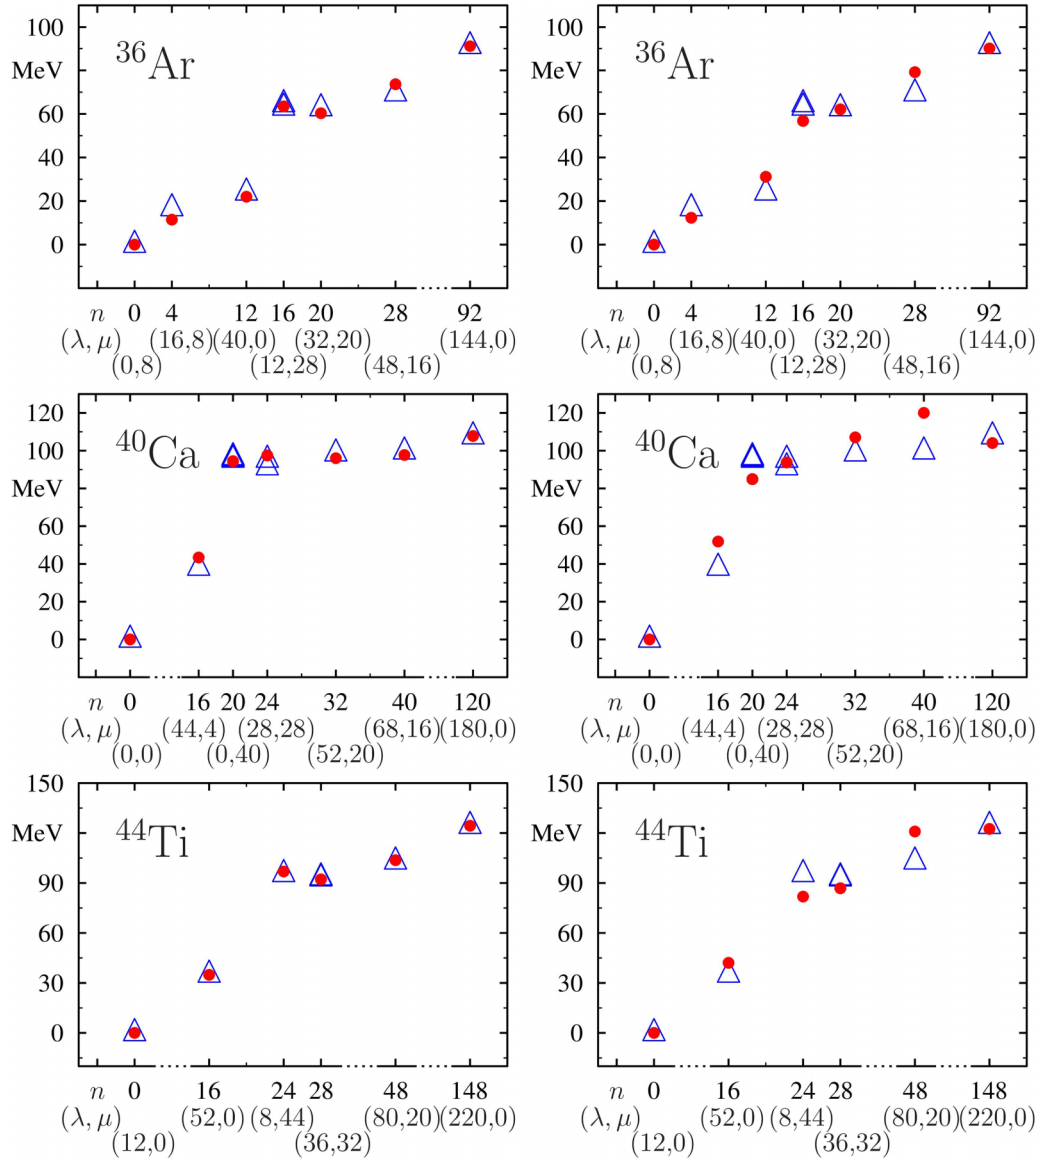 100 100
³⁶Ar ³⁶Ar
MeV MeV
80 80
60 60
40 40
20 20
0 0
n 0 4 12 16 20 28 92 n 0 4 12 16 20 28 92
(λ, μ) (16,8) (40,0) (32,20) (144,0) (λ, μ) (16,8) (40,0) (32,20) (144,0)
(0,8) (12,28) (48,16) (0,8) (12,28) (48,16)
120 120
⁴⁰Ca ⁴⁰Ca
100 100
MeV MeV
60 60
40 40
20 20
0 0
n 0 16 20 24 32 40 120 n 0 16 20 24 32 40 120
(λ, μ) (44,4) (28,28) (68,16) (180,0) (λ, μ) (44,4) (28,28) (68,16) (180,0)
(0,0) (0,40) (52,20) (0,0) (0,40) (52,20)
150 150
⁴⁴Ti ⁴⁴Ti
MeV MeV
90 90
60 60
30 30
0 0
n 0 16 24 28 48 148 n 0 16 24 28 48 148
(λ, μ) (52,0) (8,44) (80,20) (220,0) (λ, μ) (52,0) (8,44) (80,20) (220,0)
(12,0) (36,32) (12,0) (36,32)